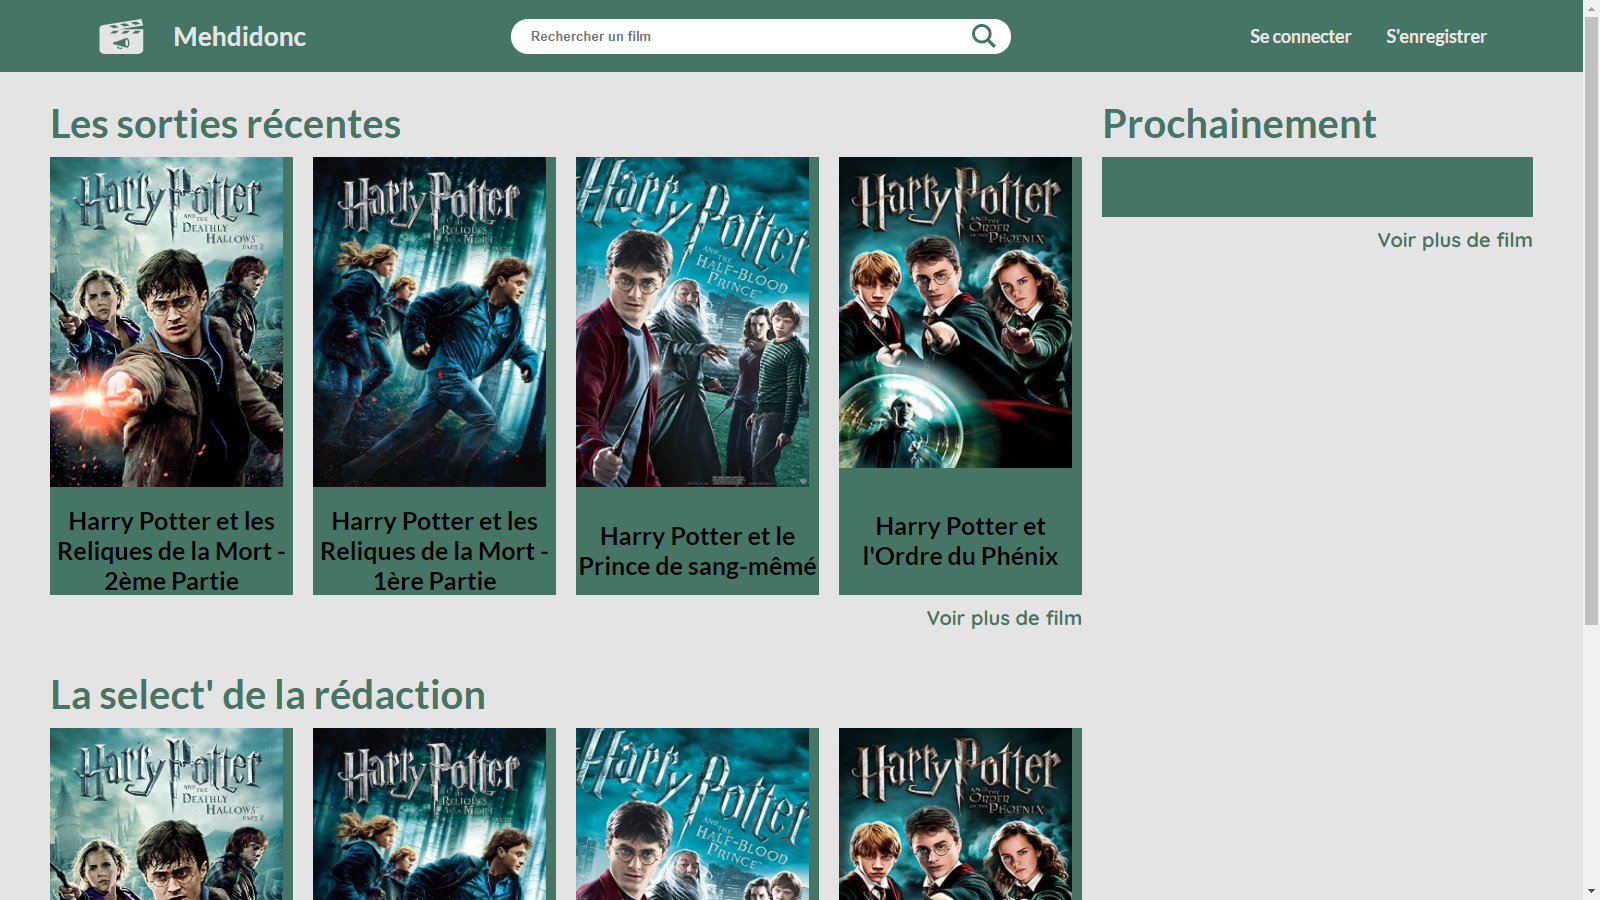 Mehdidonc
Rechercher un film
Se connecter
S'enregistrer
Les sorties récentes
Prochainement
Harry Potter
AND THE
DEATHLY
HALLOWS
PART 2
Harry Potter
ET LES
RELIQUES
DE LA MORT
Harry Potter
AND THE
HALF-BLOOD
PRINCE
Harry Potter
AND THE
ORDER
OF THE PHOENIX
Voir plus de film
Harry Potter et les
Reliques de la Mort -
2ème Partie
Harry Potter et les
Reliques de la Mort -
1ère Partie
Harry Potter et le
Prince de sang-mêmé
Harry Potter et
l'Ordre du Phénix
Voir plus de film
La select' de la rédaction
Harry Potter
AND THE
DEATHLY
HALLOWS
PART 2
Harry Potter
ET LES
RELIQUES
DE LA MORT
Harry Potter
AND THE
HALF-BLOOD
PRINCE
Harry Potter
AND THE
ORDER
OF THE PHOENIX